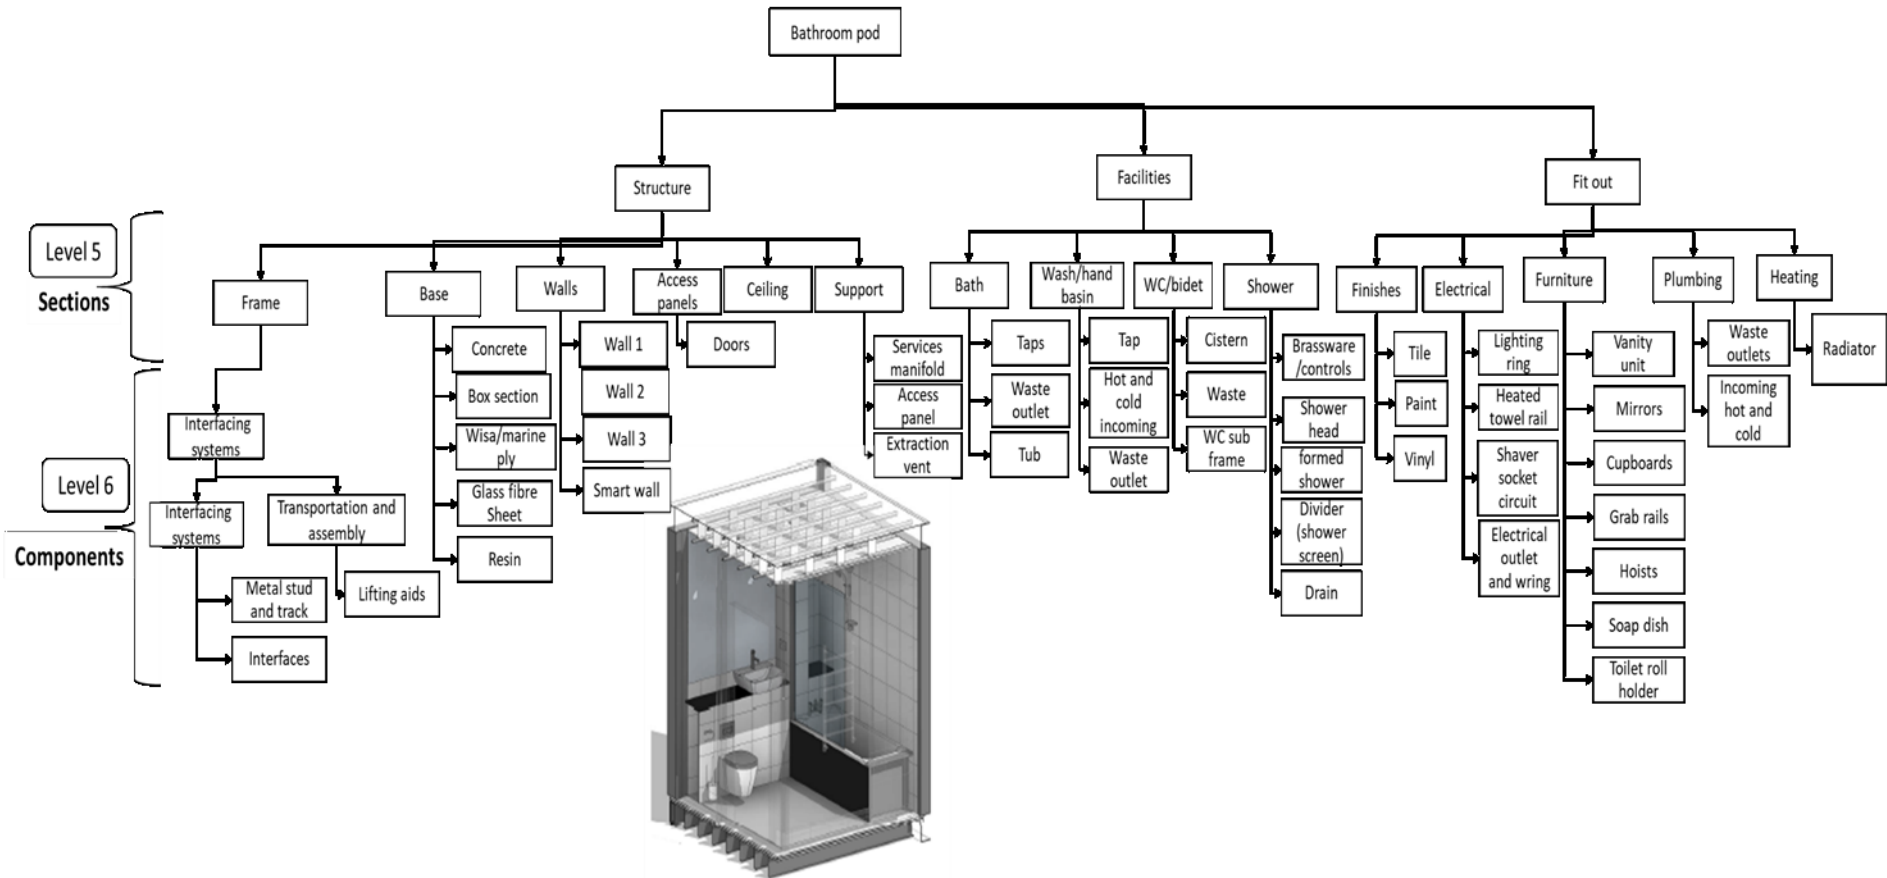 Bathroom pod
Structure
Facilities
Fit out
Level 5
Sections
Frame
Base
Walls
Access
panels
Ceiling
Support
Bath
Wash/hand
basin
WC/bidet
Shower
Finishes
Electrical
Furniture
Plumbing
Heating
Level 6
Components
Interfacing
systems
Interfacing
systems
Transportation and
assembly
Metal stud
and track
Interfaces
Lifting aids
Concrete
Box section
Wisa/marine
ply
Glass fibre
Sheet
Resin
Wall 1
Wall 2
Wall 3
Smart wall
Doors
Services
manifold
Access
panel
Extraction
vent
Taps
Waste
outlet
Tub
Tap
Hot and
cold
incoming
Waste
outlet
Cistern
Waste
WC sub
frame
Brassware
/controls
Shower
head
formed
shower
Divider
(shower
screen)
Drain
Tile
Paint
Vinyl
Lighting
ring
Heated
towel rail
Shaver
socket
circuit
Electrical
outlet
and wring
Vanity
unit
Mirrors
Cupboards
Grab rails
Hoists
Soap dish
Toilet roll
holder
Waste
outlets
Incoming
hot and
cold
Radiator